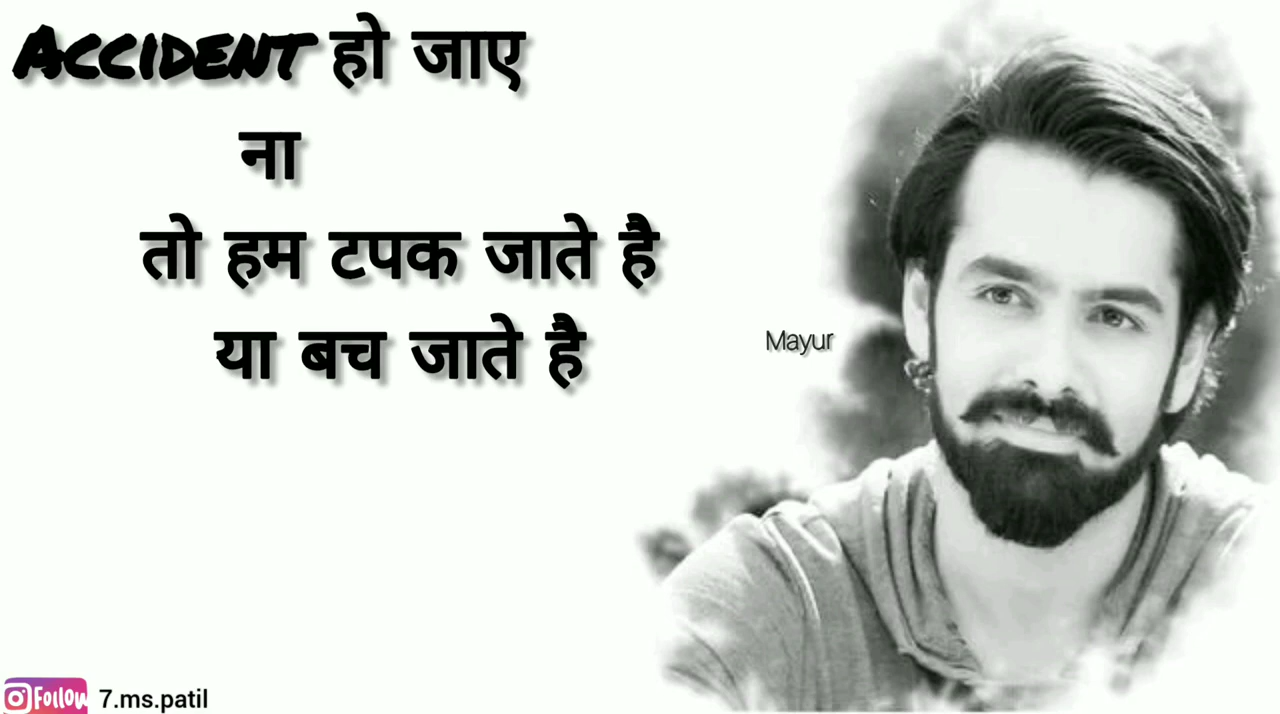 ACCIDENT हो जाए
ना
तो हम टपक जाते है
या बच जाते है
Mayur
Follow 7.ms.patil